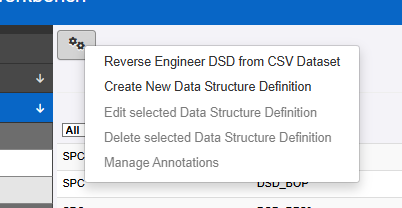 Reverse Engineer DSD from CSV Dataset
Create New Data Structure Definition
Edit selected Data Structure Definition
All
Delete selected Data Structure Definition
SPC
Manage Annotations
SPC
DSD_BOP